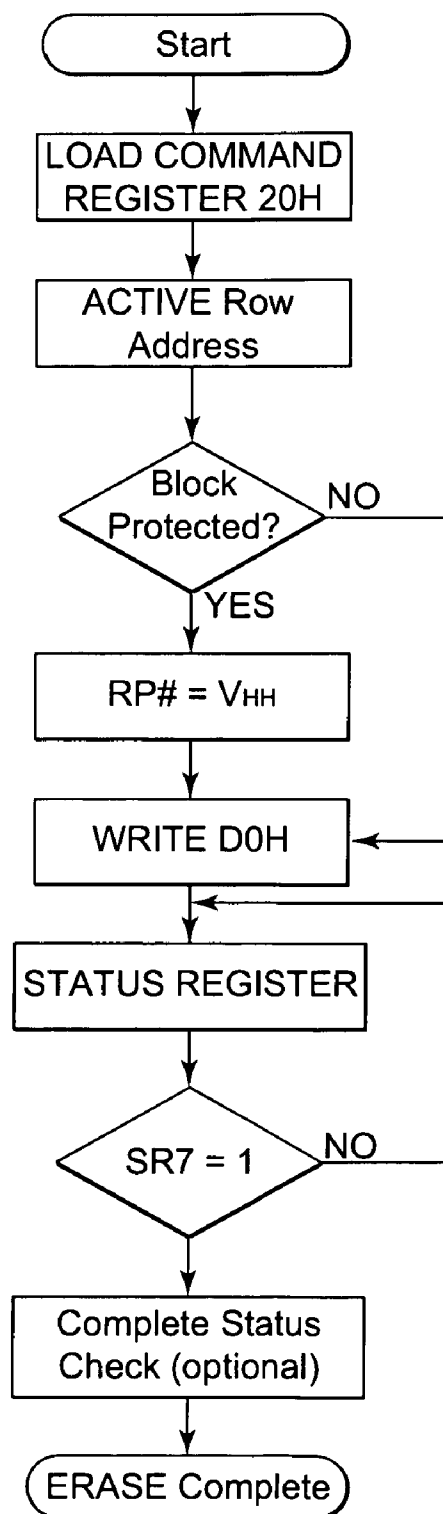 Start
LOAD COMMAND
REGISTER 20H
ACTIVE Row
Address
Block
Protected?
NO
YES
RP# = VHH
WRITE D0H
STATUS REGISTER
SR7 = 1
NO
Complete Status
Check (optional)
ERASE Complete